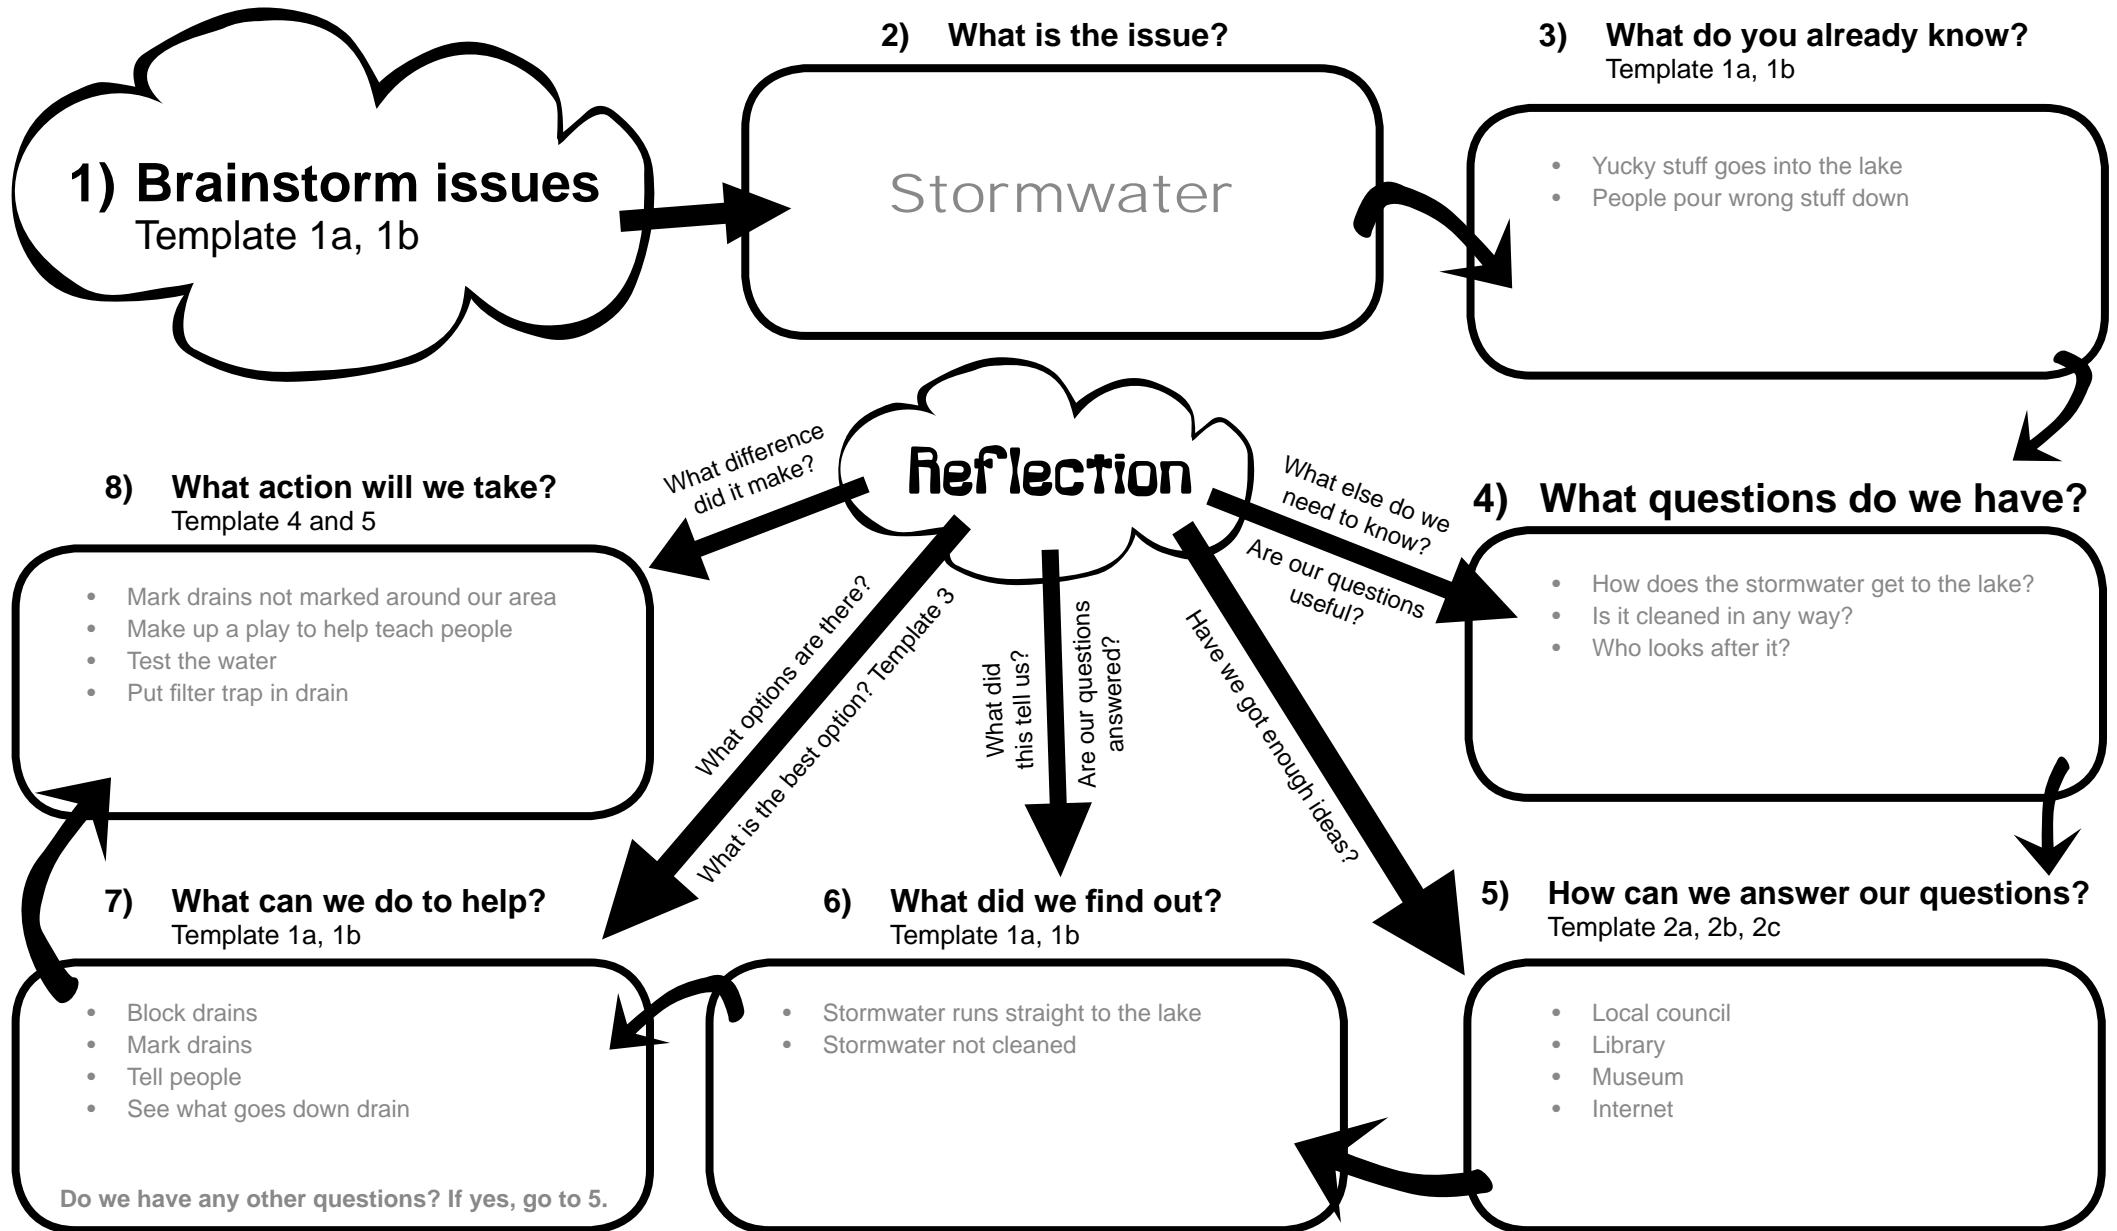 1) Brainstorm issues
Template 1a, 1b
2) What is the issue?
Stormwater
3) What do you already know?
Template 1a, 1b
• Yucky stuff goes into the lake
• People pour wrong stuff down
Reflection
What else do we
need to know?
Are our questions
useful?
4) What questions do we have?
• How does the stormwater get to the lake?
• Is it cleaned in any way?
• Who looks after it?
Have we got enough ideas?
5) How can we answer our questions?
Template 2a, 2b, 2c
• Local council
• Library
• Museum
• Internet
What did
this tell us?
Are our questions
answered?
6) What did we find out?
Template 1a, 1b
• Stormwater runs straight to the lake
• Stormwater not cleaned
What options are there?
What is the best option? Template 3
7) What can we do to help?
Template 1a, 1b
• Block drains
• Mark drains
• Tell people
• See what goes down drain
Do we have any other questions? If yes, go to 5.
What difference
did it make?
8) What action will we take?
Template 4 and 5
• Mark drains not marked around our area
• Make up a play to help teach people
• Test the water
• Put filter trap in drain